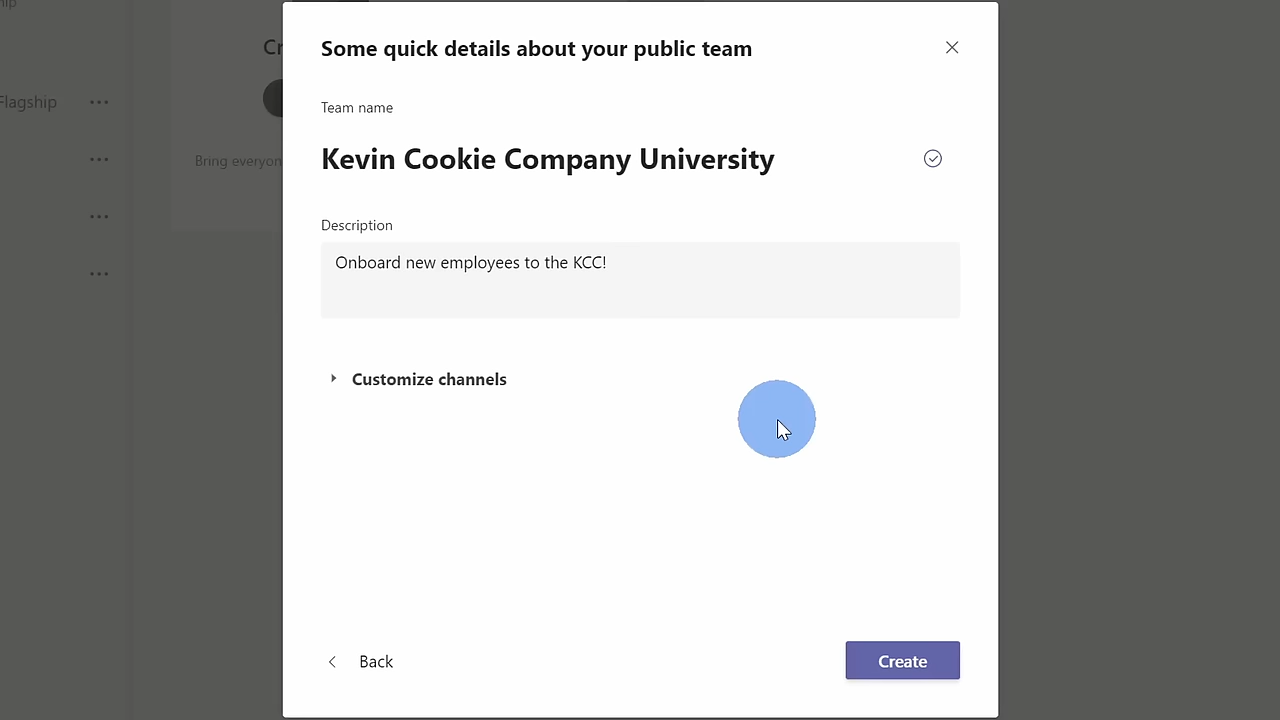 Some quick details about your public team
Team name
Kevin Cookie Company University
Description
Onboard new employees to the KCC!
Customize channels
Back
Create
Flagship
Bring everyon
Cr